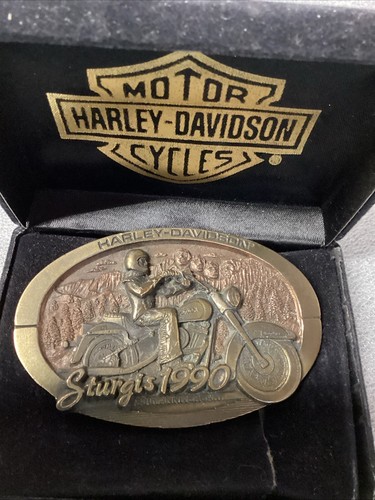 MOTOR
HARLEY-DAVIDSON
CYCLES
®
HARLEY-DAVIDSON
Sturgis 1990